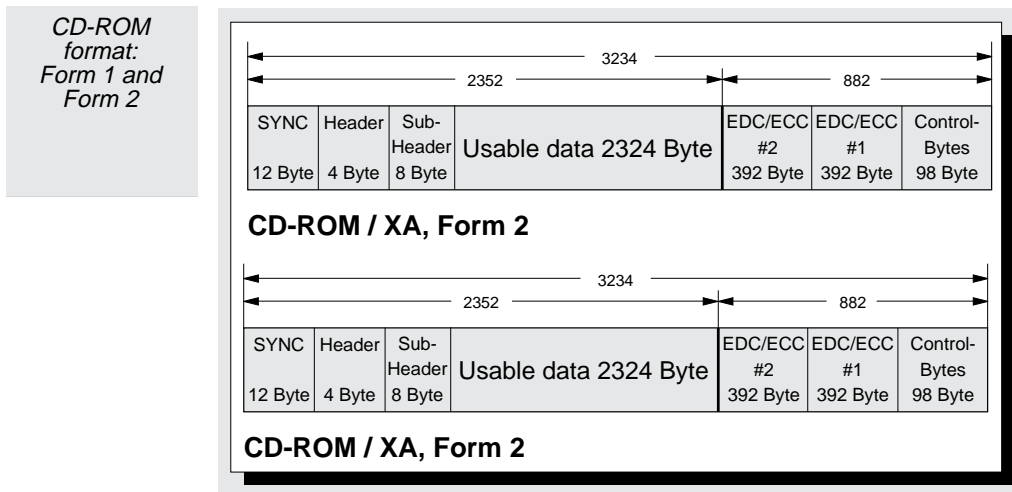 CD-ROM
format:
Form 1 and
Form 2
3234
2352 882
SYNC Header Sub- EDC/ECC EDC/ECC Control-
Header Usable data 2324 Byte #2 #1 Bytes
12 Byte 4 Byte 8 Byte 392 Byte 392 Byte 98 Byte
CD-ROM / XA, Form 2
3234
2352 882
SYNC Header Sub- EDC/ECC EDC/ECC Control-
Header Usable data 2324 Byte #2 #1 Bytes
12 Byte 4 Byte 8 Byte 392 Byte 392 Byte 98 Byte
CD-ROM / XA, Form 2